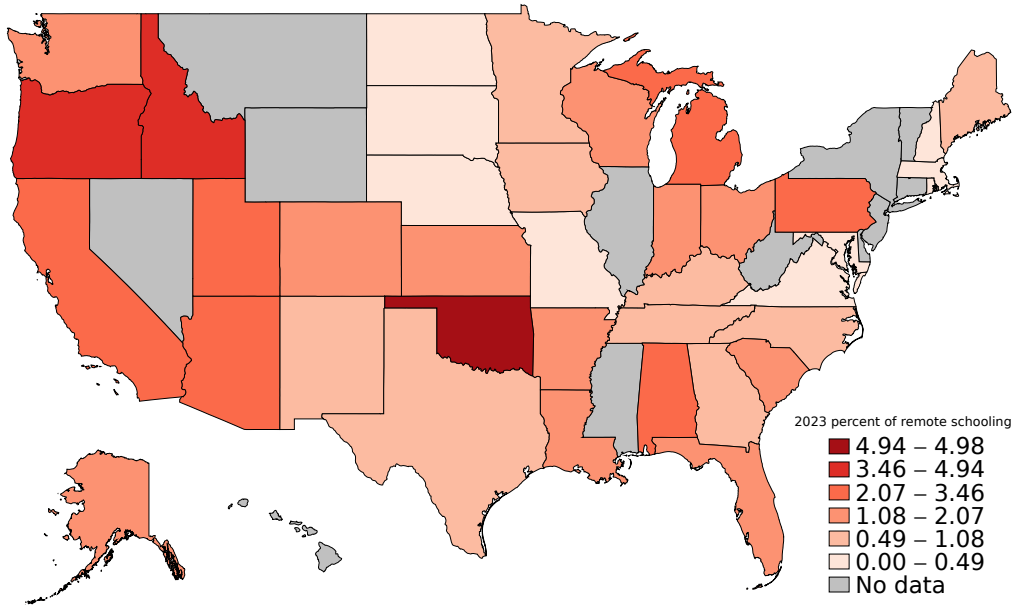 2023 percent of remote schooling
4.94 – 4.98
3.46 – 4.94
2.07 – 3.46
1.08 – 2.07
0.49 – 1.08
0.00 – 0.49
No data